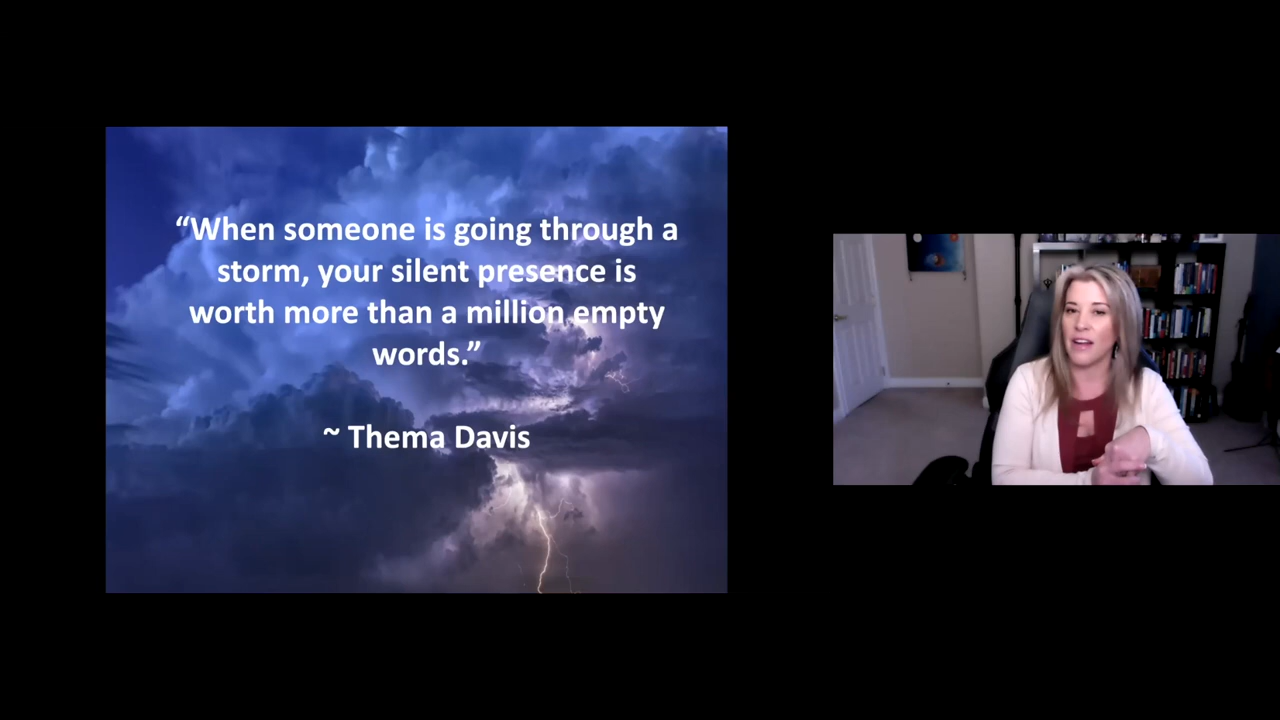 “When someone is going through a
storm, your silent presence is
worth more than a million empty
words.”
~ Thema Davis